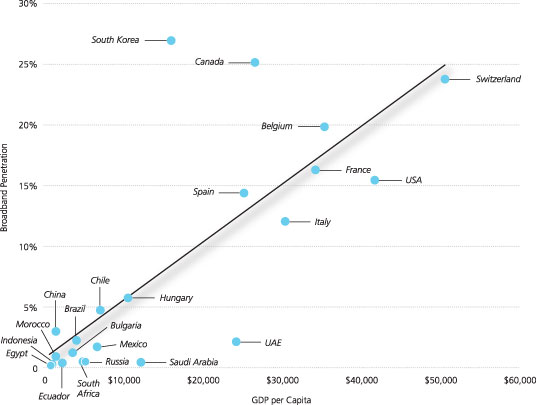 30%
South Korea
Canada
25%
Switzerland
Belgium
20%
France
USA
15%
Spain
Italy
10%
Broadband Penetration
Chile
Hungary
China
5%
Brazil
Morocco
Bulgaria
Indonesia
Mexico
UAE
Egypt
Russia
Saudi Arabia
0
South
Africa
Ecuador
0 $10,000 $20,000 $30,000 $40,000 $50,000 $60,000
GDP per Capita